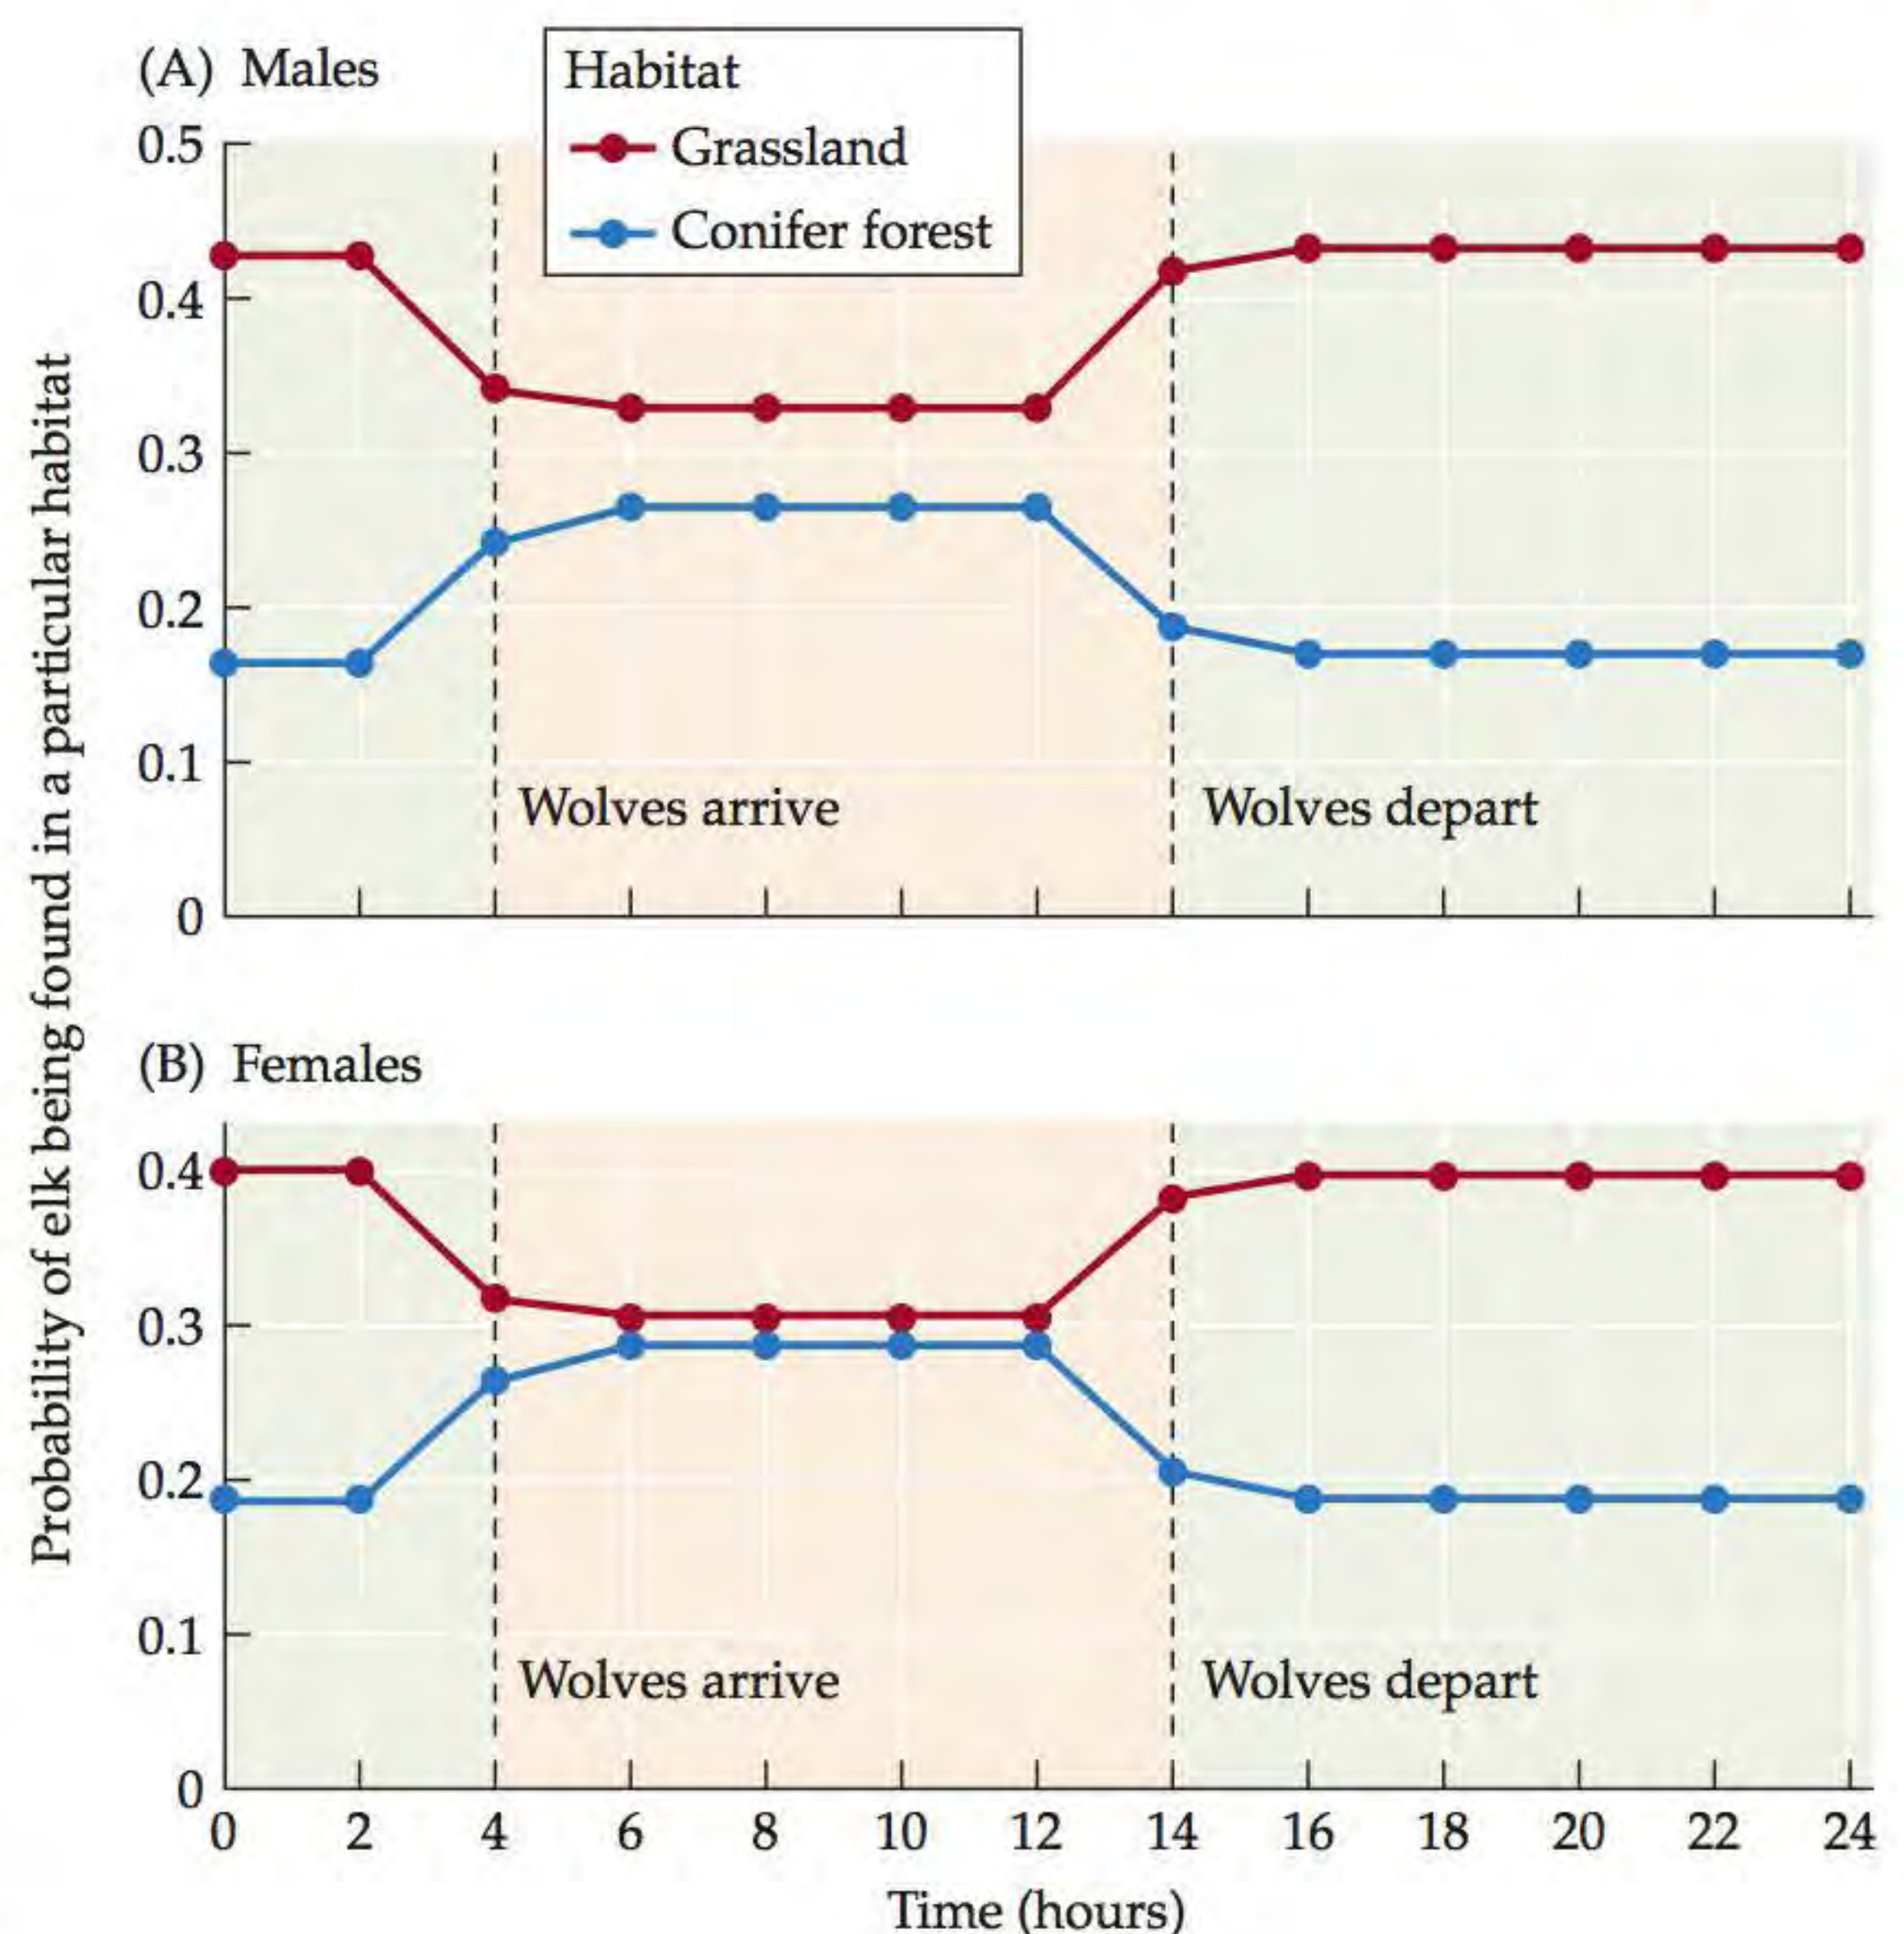 (A) Males
Habitat
Grassland
Conifer forest
0.5
0.4
0.3
0.2
0.1
0
Wolves arrive
Wolves depart
Probability of elk being found in a particular habitat
(B) Females
0.4
0.3
0.2
0.1
0
Wolves arrive
Wolves depart
0 2 4 6 8 10 12 14 16 18 20 22 24
Time (hours)